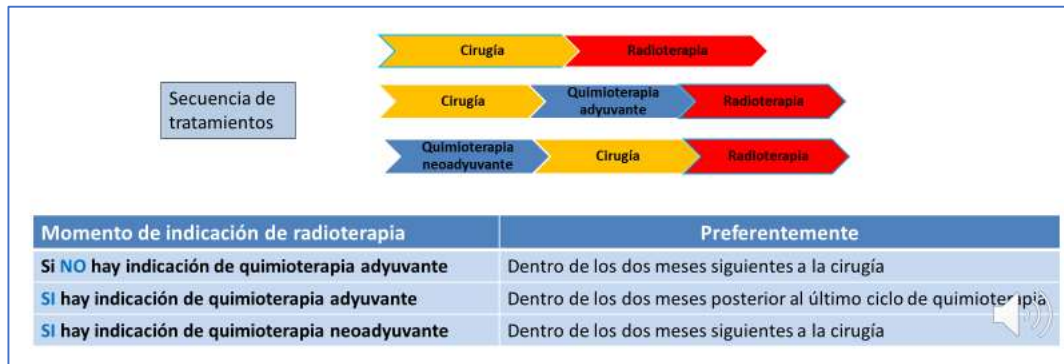 Cirugía Radioterapia
Secuencia de
tratamientos
Cirugía Quimioterapia
adyuvante Radioterapia
Quimioterapia
neoadyuvante Cirugía Radioterapia
Momento de indicación de radioterapia Preferentemente
Si NO hay indicación de quimioterapia adyuvante Dentro de los dos meses siguientes a la cirugía
SI hay indicación de quimioterapia adyuvante Dentro de los dos meses posterior al último ciclo de quimioterapia
SI hay indicación de quimioterapia neoadyuvante Dentro de los dos meses siguientes a la cirugía